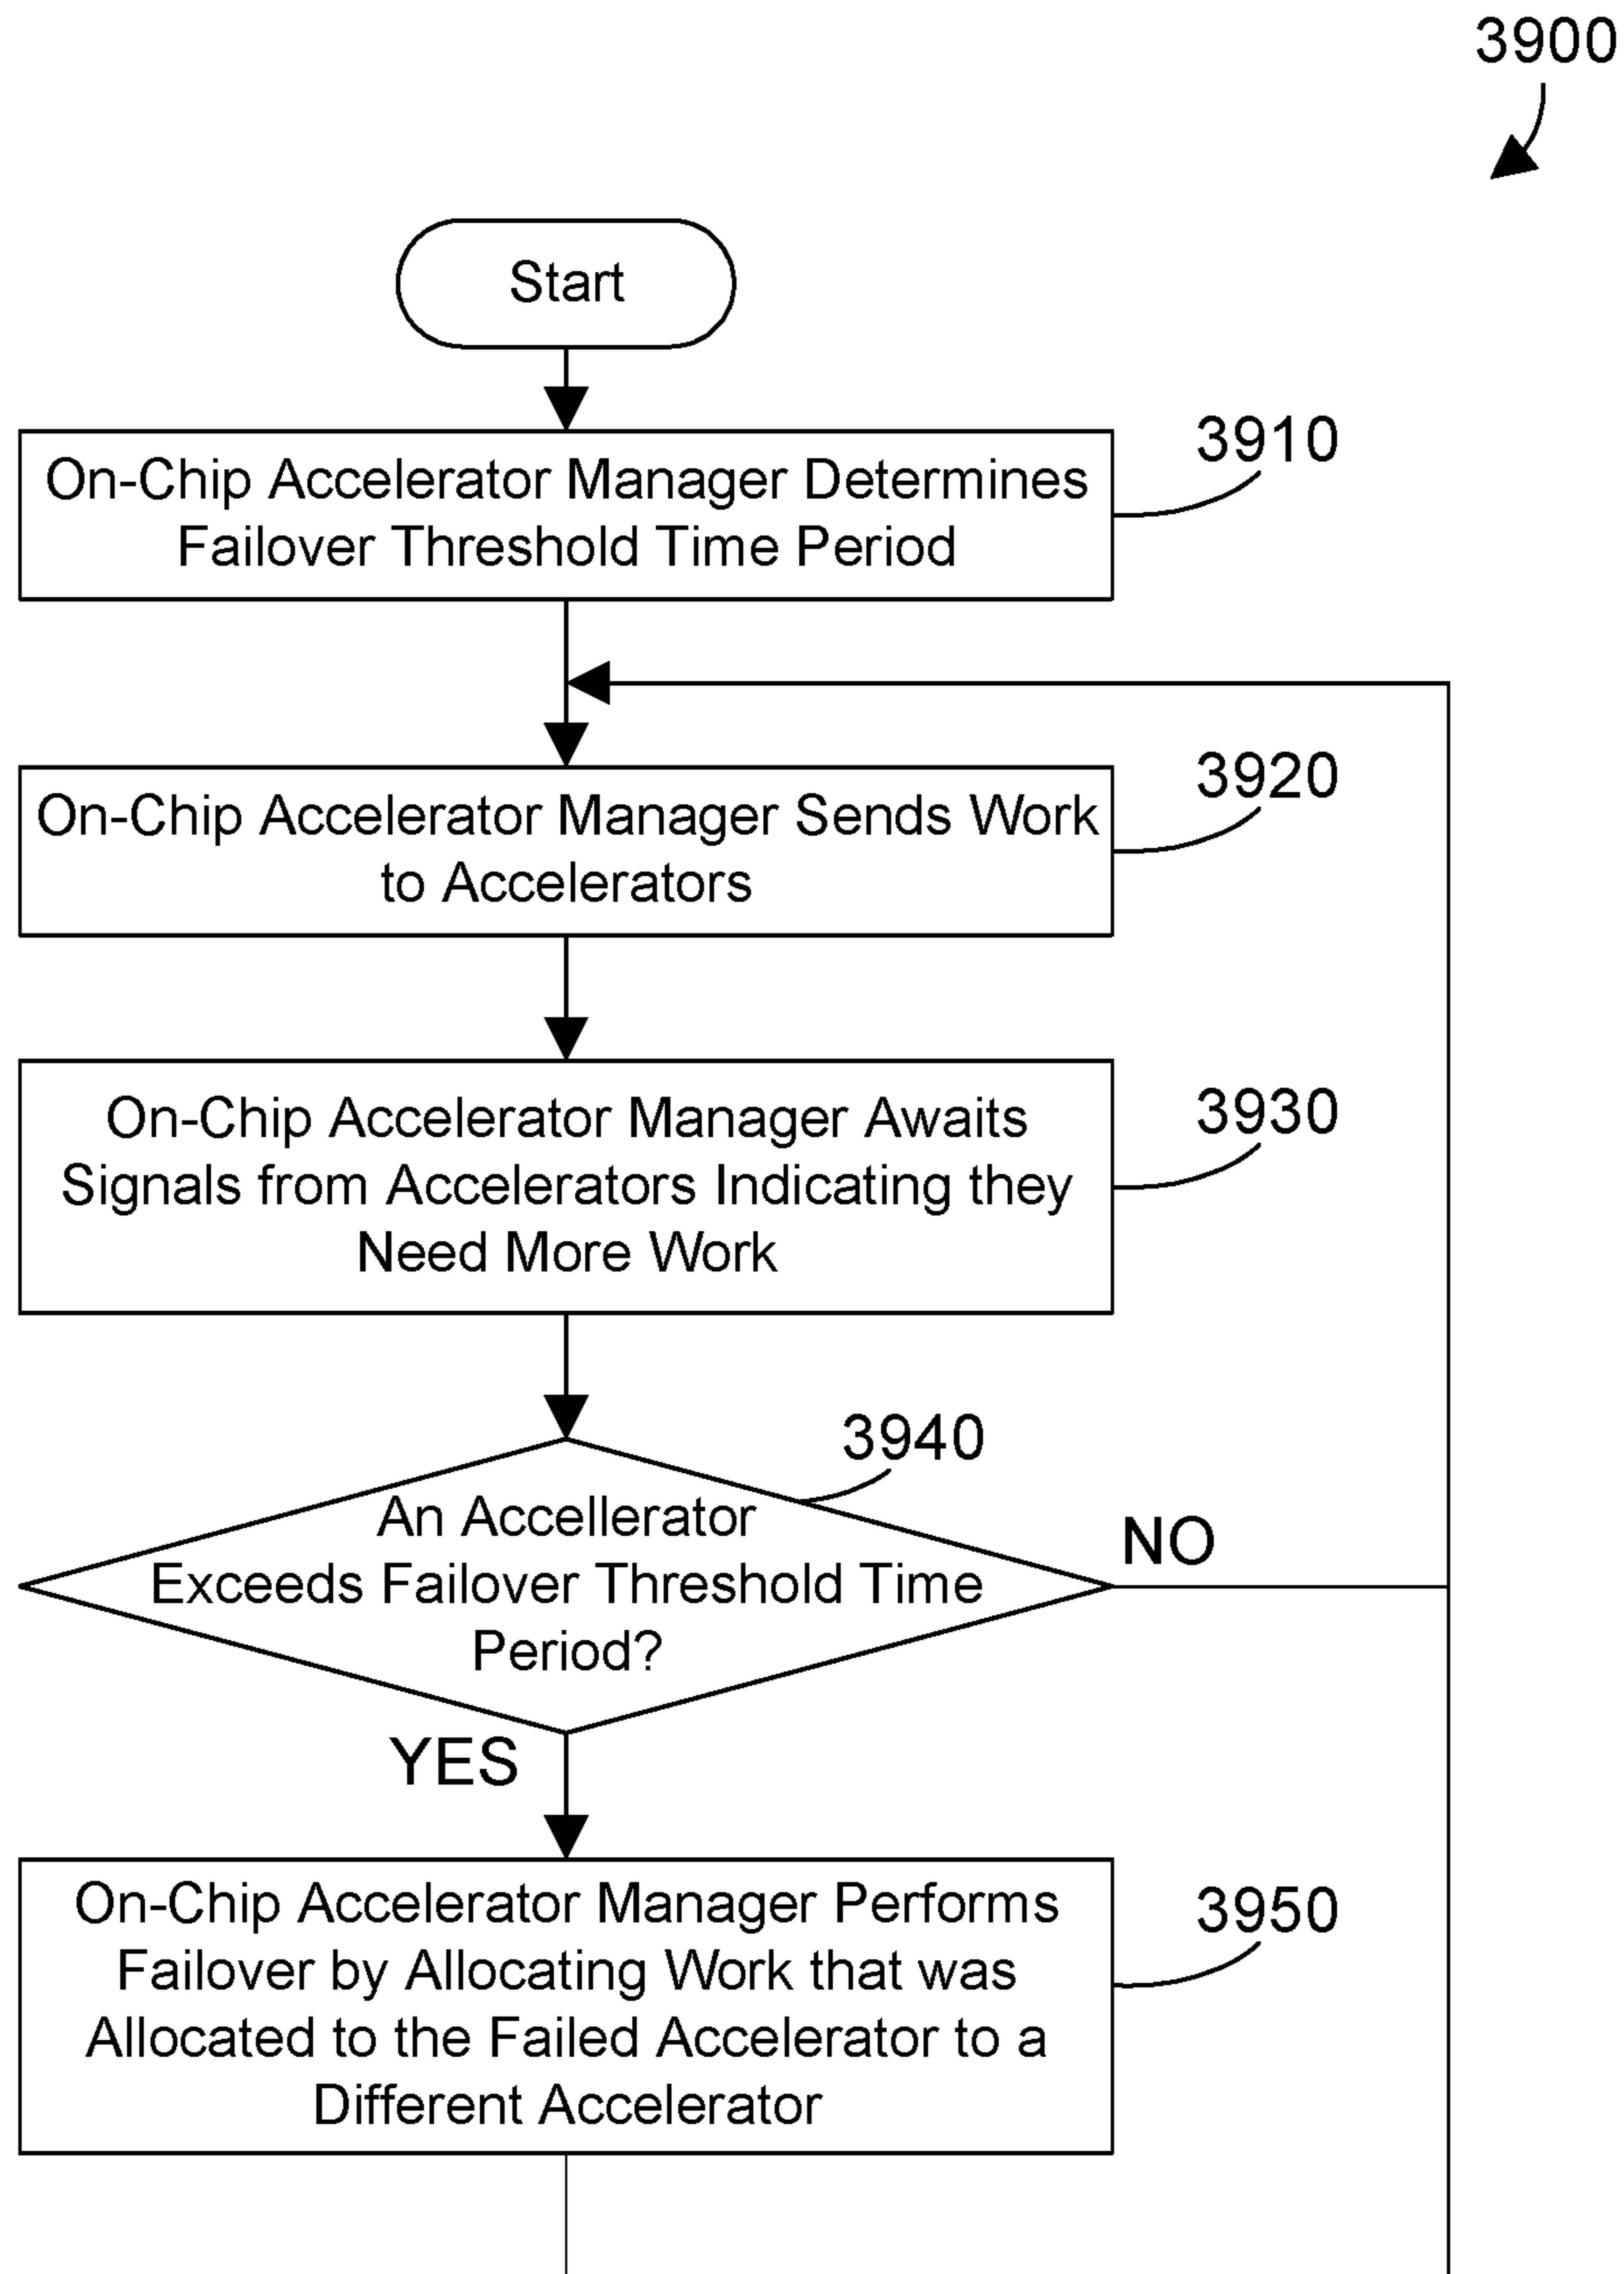 3900
Start
3910
On-Chip Accelerator Manager Determines
Failover Threshold Time Period
3920
On-Chip Accelerator Manager Sends Work
to Accelerators
3930
On-Chip Accelerator Manager Awaits
Signals from Accelerators Indicating they
Need More Work
3940
An Accellerator
Exceeds Failover Threshold Time
Period?
NO
YES
3950
On-Chip Accelerator Manager Performs
Failover by Allocating Work that was
Allocated to the Failed Accelerator to a
Different Accelerator